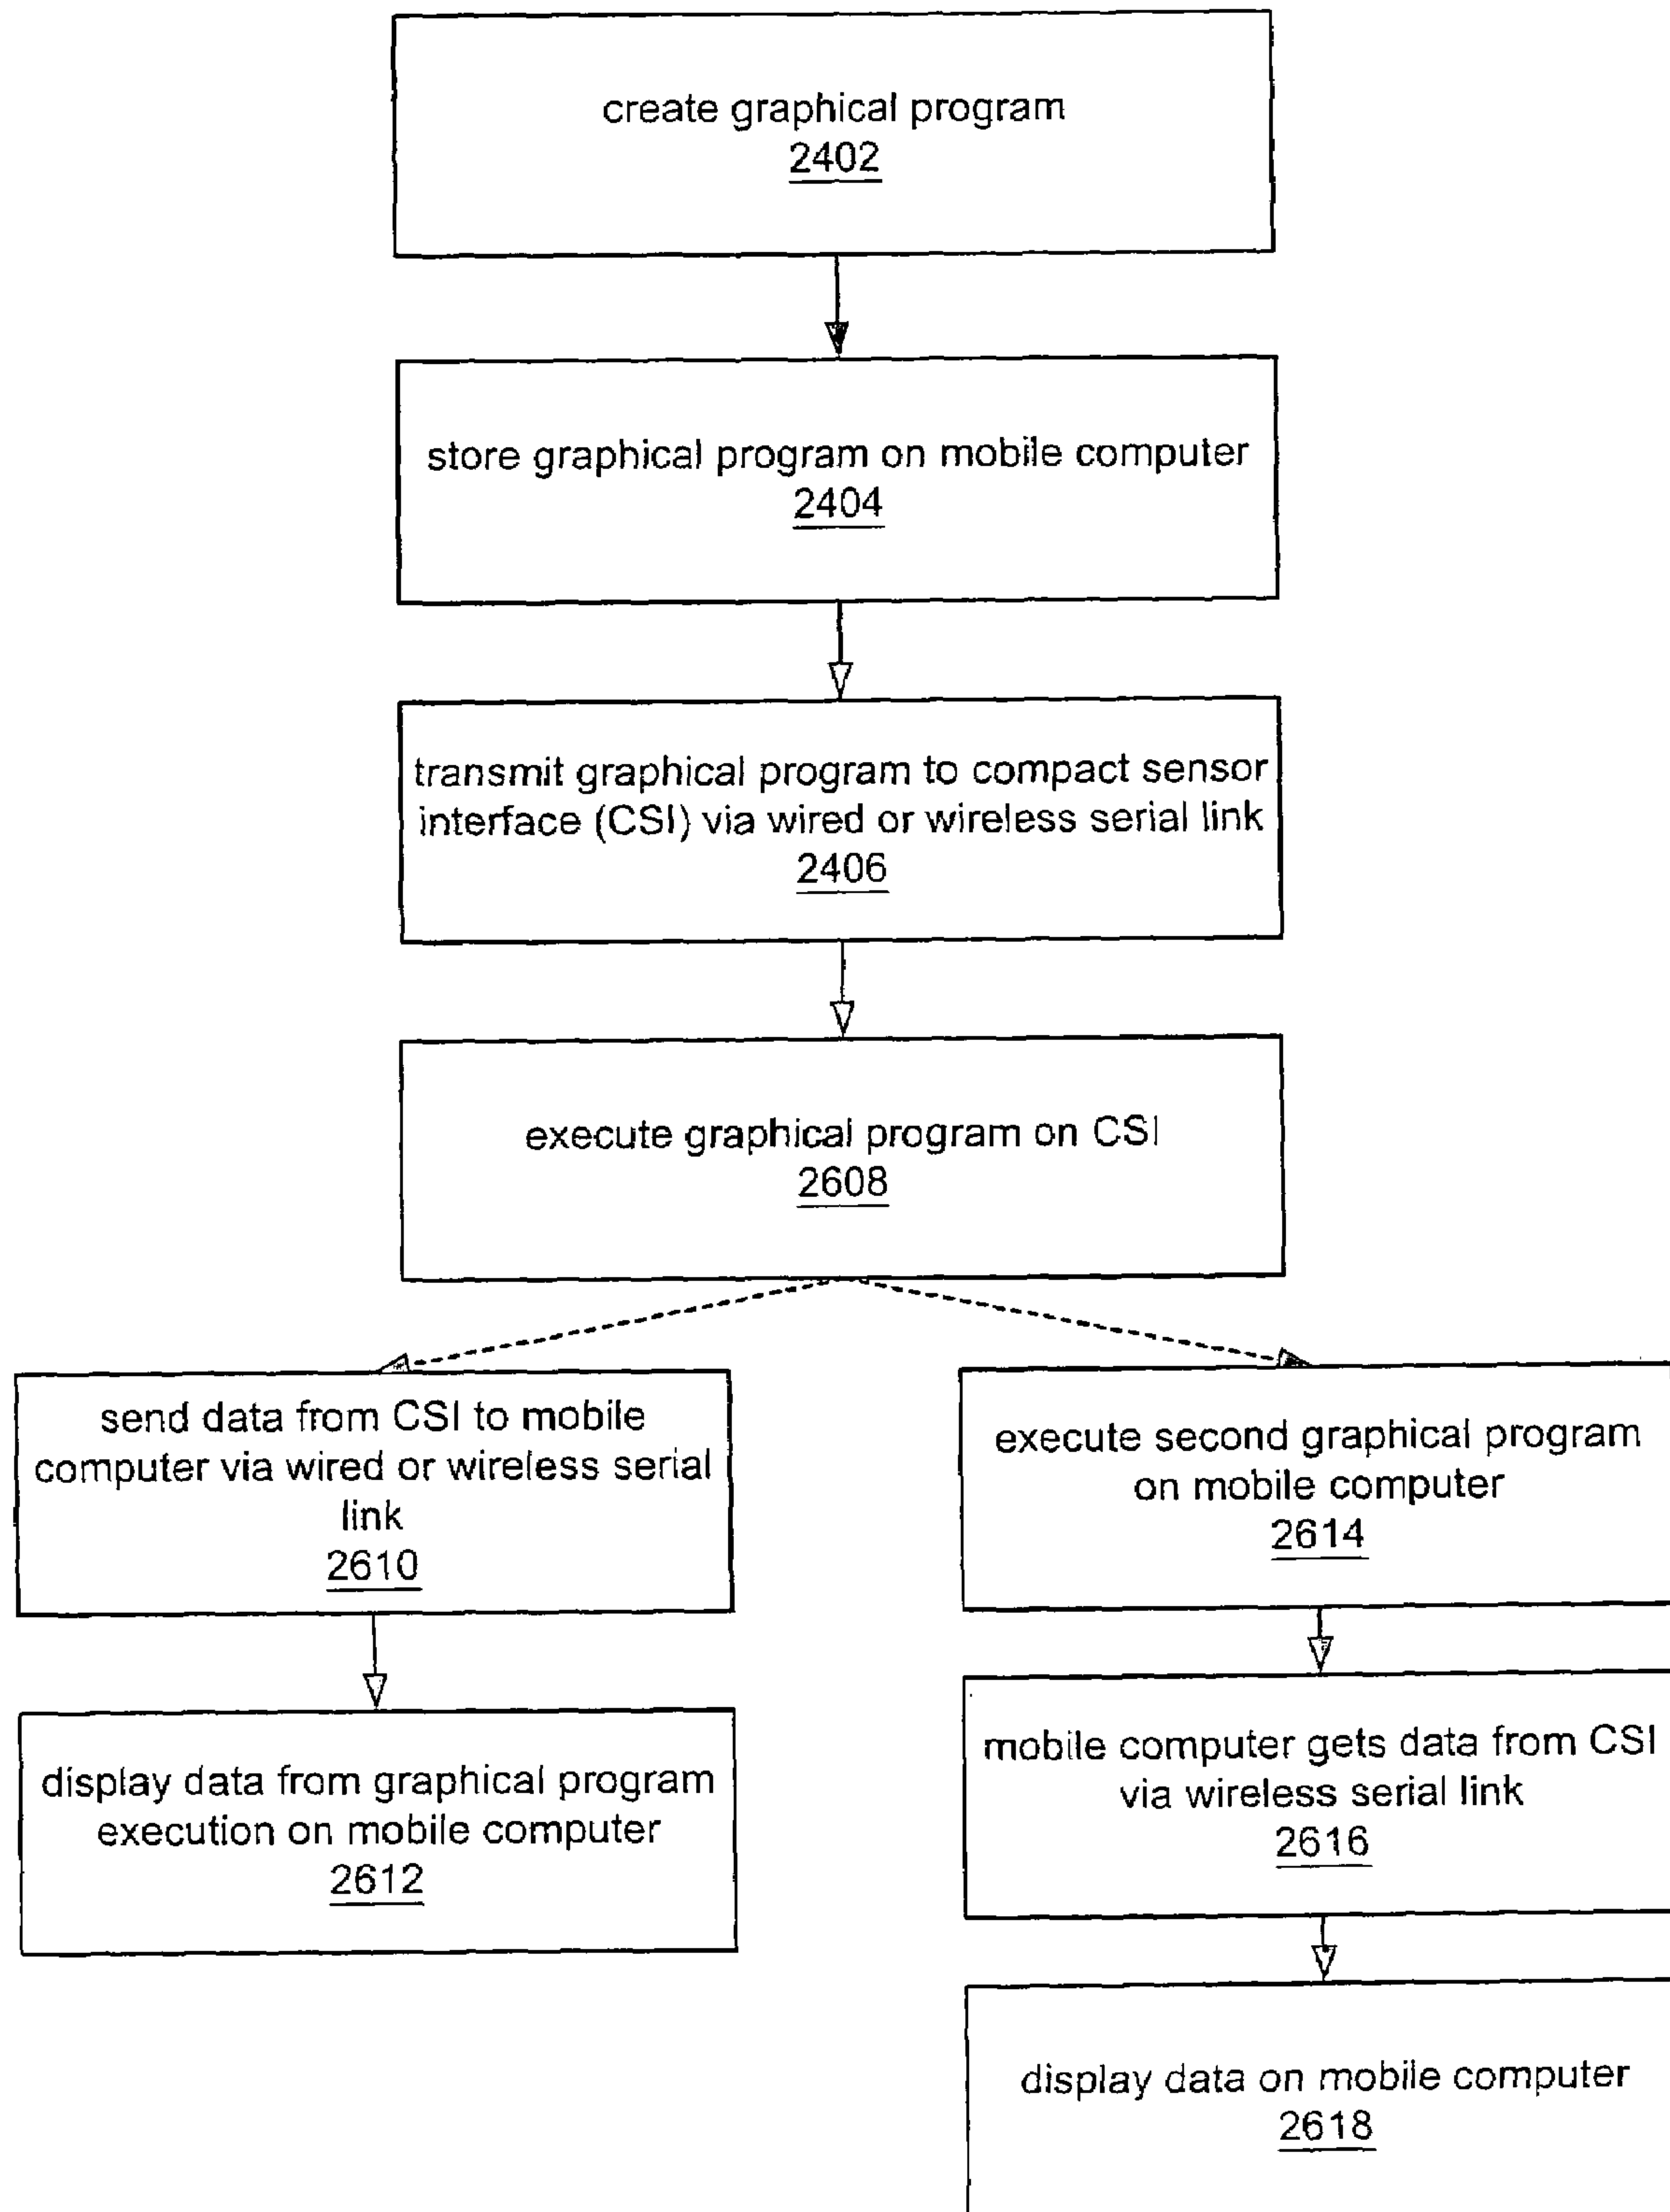 create graphical program
2402
store graphical program on mobile computer
2404
transmit graphical program to compact sensor
interface (CSI) via wired or wireless serial link
2406
execute graphical program on CSI
2608
send data from CSI to mobile
computer via wired or wireless serial
link
2610
display data from graphical program
execution on mobile computer
2612
execute second graphical program
on mobile computer
2614
mobile computer gets data from CSI
via wireless serial link
2616
display data on mobile computer
2618